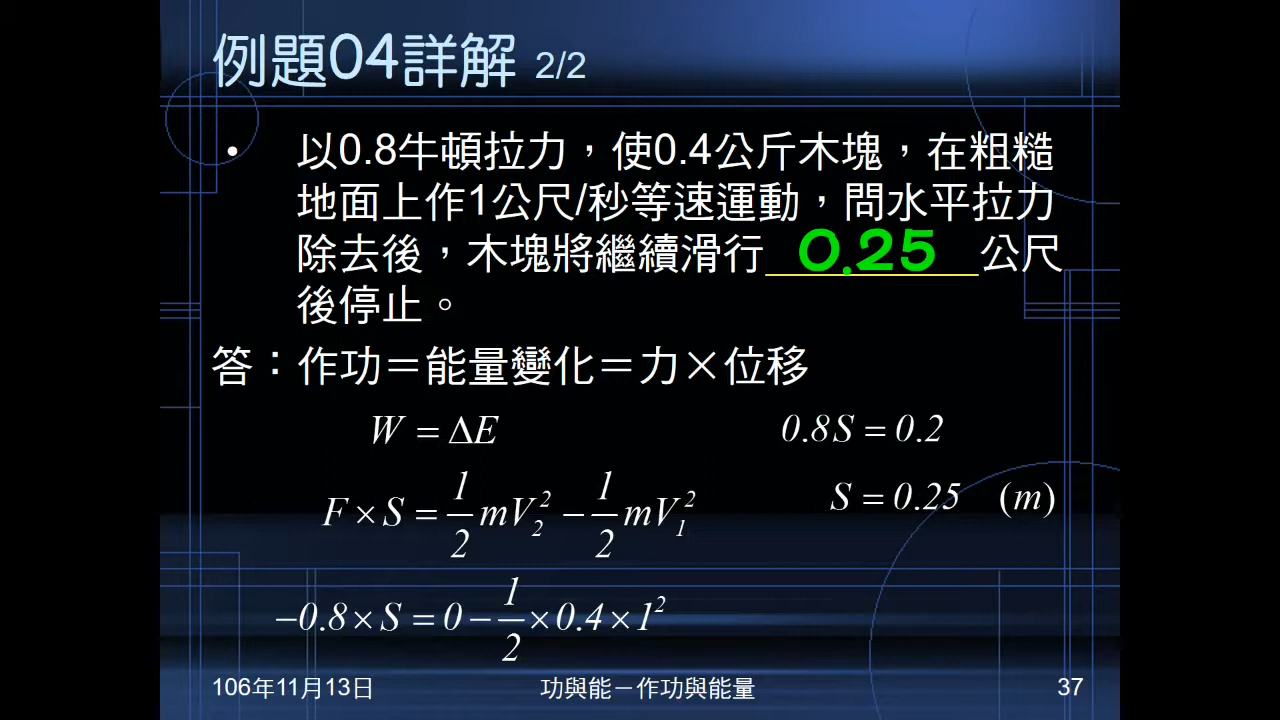 例題04詳解 2/2
• 以0.8牛頓拉力，使0.4公斤木塊，在粗糙
地面上作1公尺/秒等速運動，問水平拉力
除去後，木塊將繼續滑行 0.25 公尺
後停止。
答：作功＝能量變化＝力×位移
W = ΔE
F × S = 1/2 mV₂² − 1/2 mV₁²
−0.8 × S = 0 − 1/2 × 0.4 × 1²
0.8S = 0.2
S = 0.25 (m)
106年11月13日 功與能－作功與能量 37